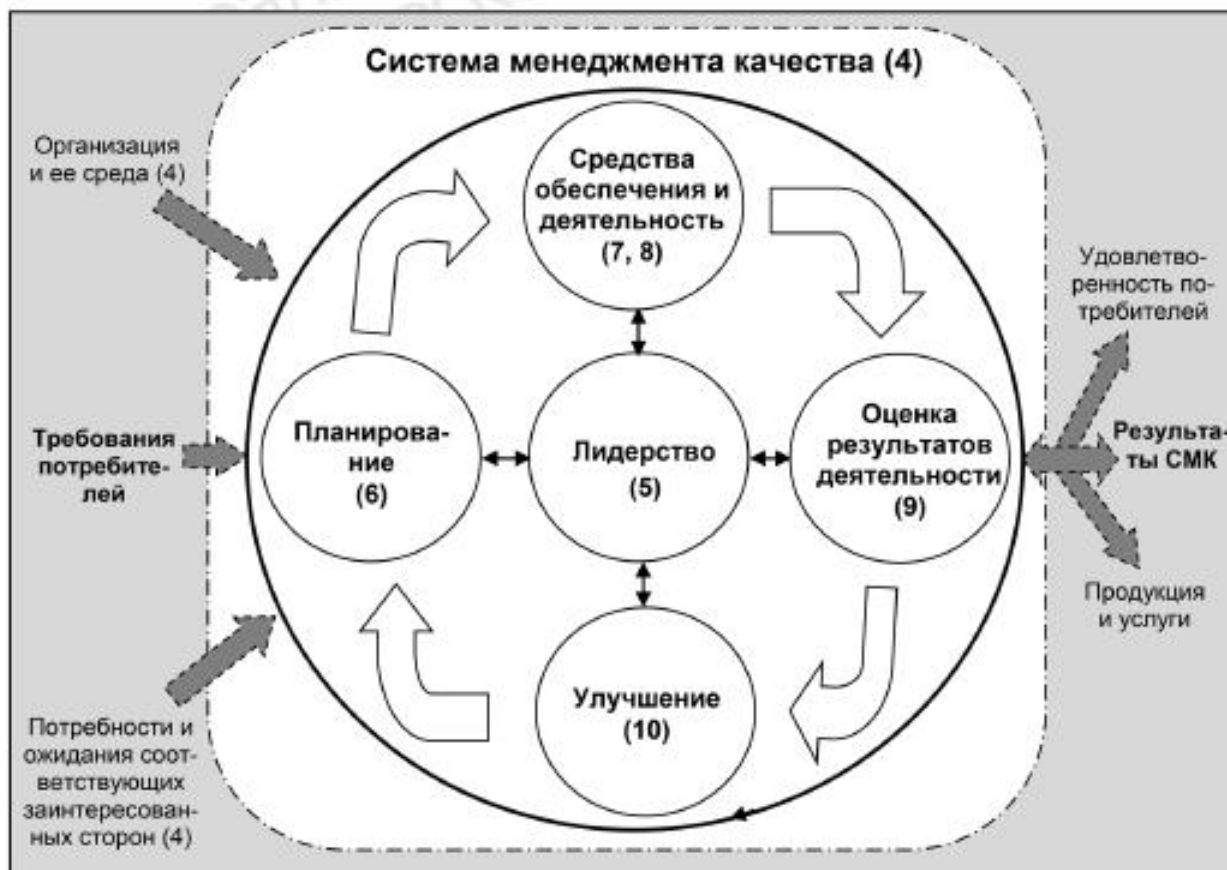 Система менеджмента качества (4)
Организация
и ее среда (4)
Средства
обеспечения и
деятельность
(7, 8)
Удовлетво-
ренность по-
требителей
Требования
потребите-
лей
Планирова-
ние
(6)
Лидерство
(5)
Оценка
результатов
деятельности
(9)
Результа-
ты СМК
Продукция
и услуги
Улучшение
(10)
Потребности и
ожидания соот-
ветствующих
заинтересован-
ных сторон (4)